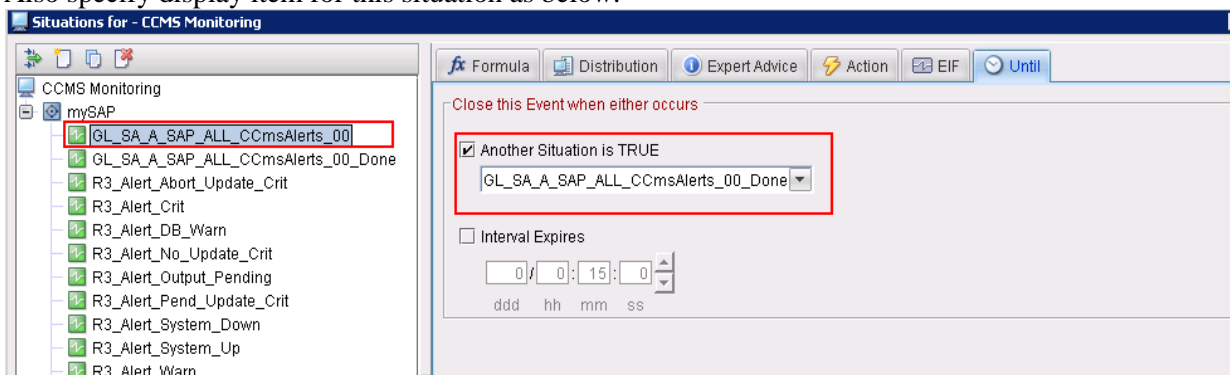 Also specify display item for this situation as below.
Situations for - CCMS Monitoring
CCMS Monitoring
mySAP
GL_SA_A_SAP_ALL_CCmsAlerts_00
GL_SA_A_SAP_ALL_CCmsAlerts_00_Done
R3_Alert_Abort_Update_Crit
R3_Alert_Crit
R3_Alert_DB_Warn
R3_Alert_No_Update_Crit
R3_Alert_Output_Pending
R3_Alert_Pend_Update_Crit
R3_Alert_System_Down
R3_Alert_System_Up
R3_Alert_Warn
fx Formula Distribution Expert Advice Action EIF Until
Close this Event when either occurs
Another Situation is TRUE
GL_SA_A_SAP_ALL_CCmsAlerts_00_Done
Interval Expires
0 / 0 : 15 : 0
ddd hh mm ss